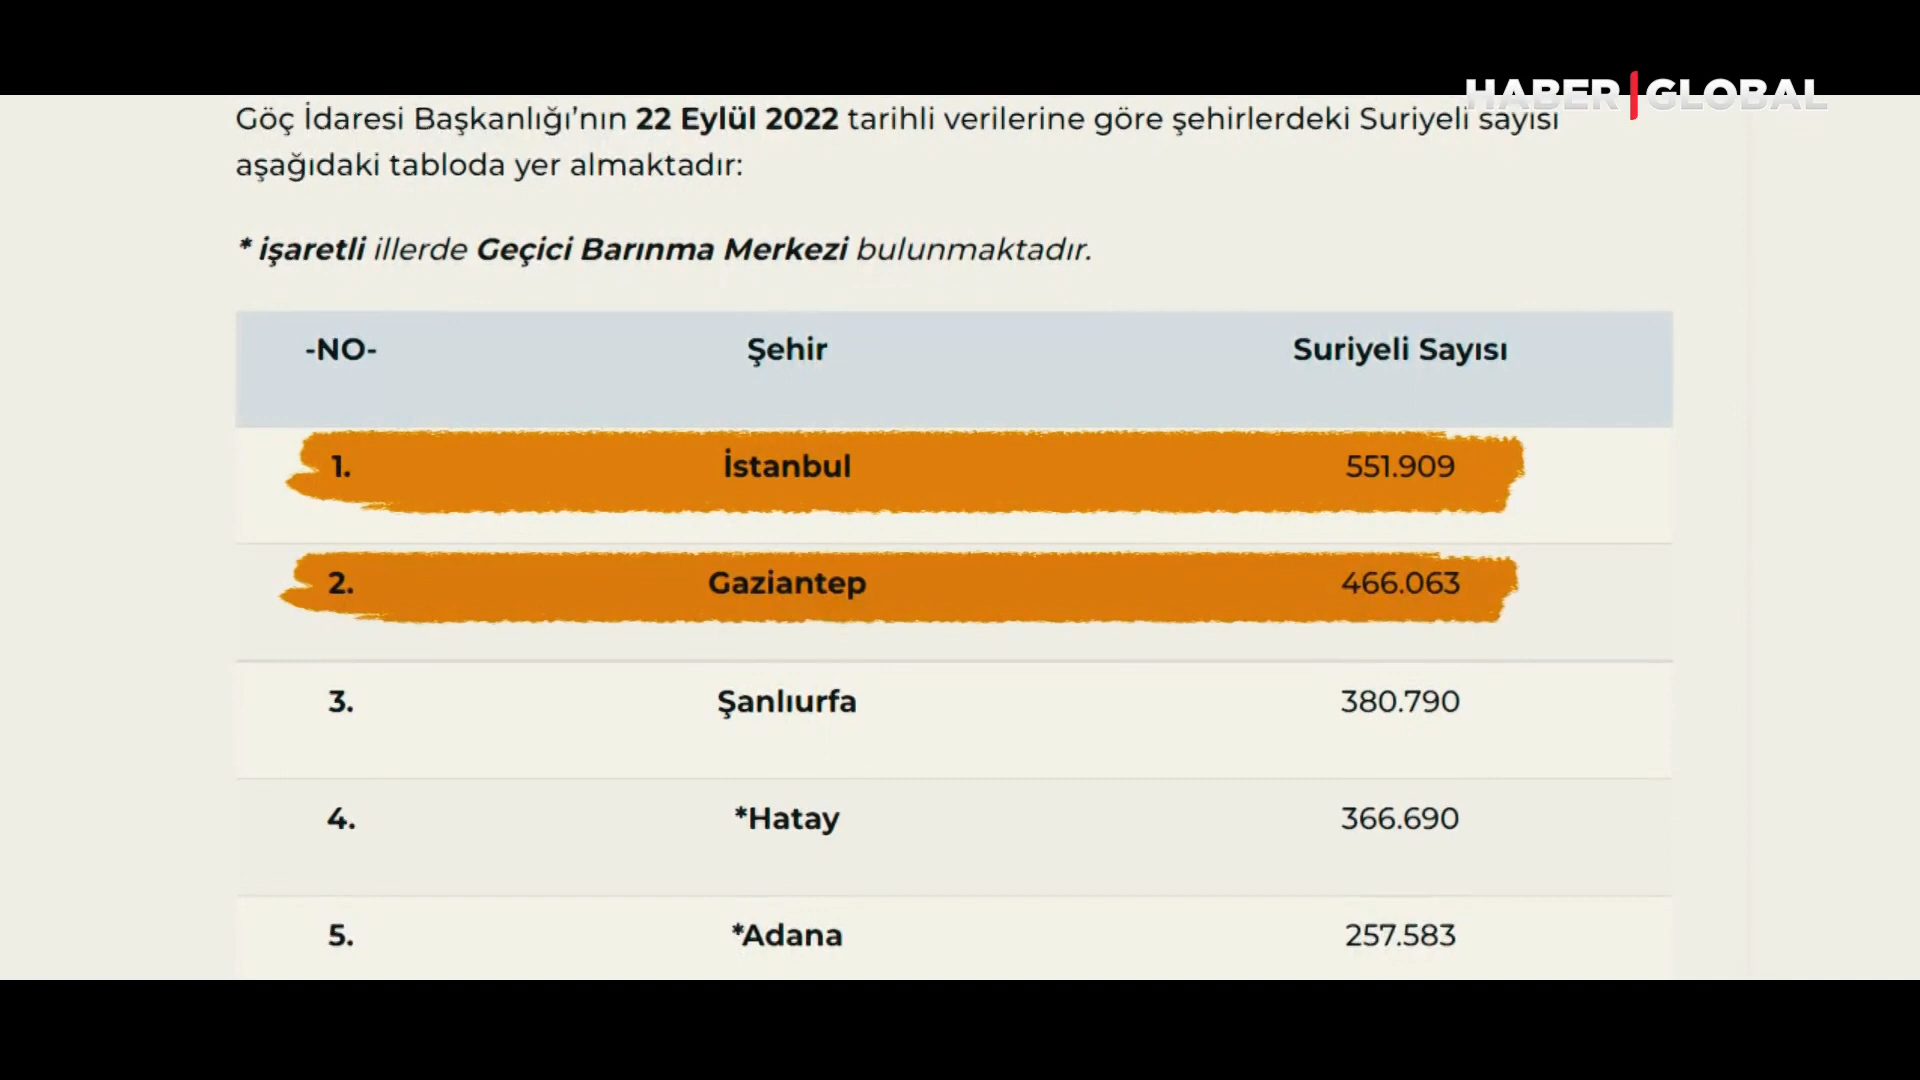 HABER GLOBAL
Göç İdaresi Başkanlığı’nın 22 Eylül 2022 tarihli verilerine göre şehirlerdeki Suriyeli sayısı
aşağıdaki tabloda yer almaktadır:
* işaretli illerde Geçici Barınma Merkezi bulunmaktadır.
-NO- Şehir Suriyeli Sayısı
1. İstanbul 551.909
2. Gaziantep 466.063
3. Şanlıurfa 380.790
4. *Hatay 366.690
5. *Adana 257.583